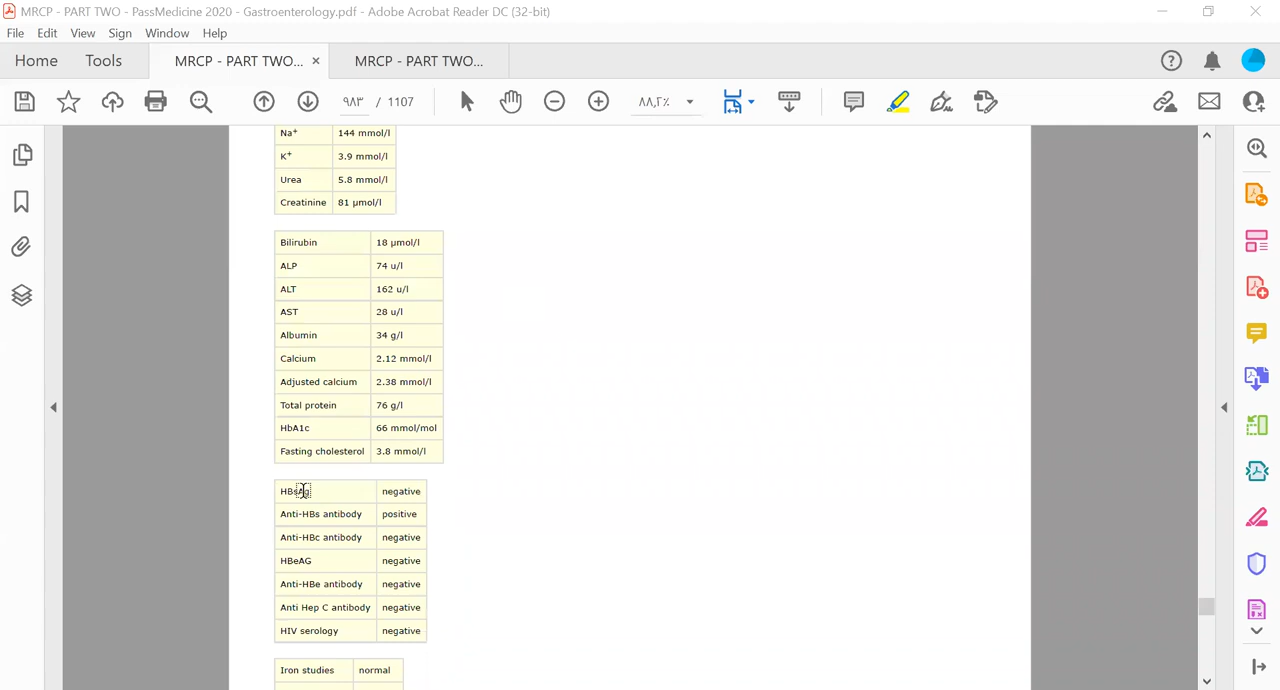 MRCP - PART TWO - PassMedicine 2020 - Gastroenterology.pdf - Adobe Acrobat Reader DC (32-bit)
File Edit View Sign Window Help
Home Tools MRCP - PART TWO... × MRCP - PART TWO...
٩٨٣ / 1107 ٨٨,٢٪
Na+ 144 mmol/l
K+ 3.9 mmol/l
Urea 5.8 mmol/l
Creatinine 81 µmol/l
Bilirubin 18 µmol/l
ALP 74 u/l
ALT 162 u/l
AST 28 u/l
Albumin 34 g/l
Calcium 2.12 mmol/l
Adjusted calcium 2.38 mmol/l
Total protein 76 g/l
HbA1c 66 mmol/mol
Fasting cholesterol 3.8 mmol/l
HBsAg negative
Anti-HBs antibody positive
Anti-HBc antibody negative
HBeAG negative
Anti-HBe antibody negative
Anti Hep C antibody negative
HIV serology negative
Iron studies normal